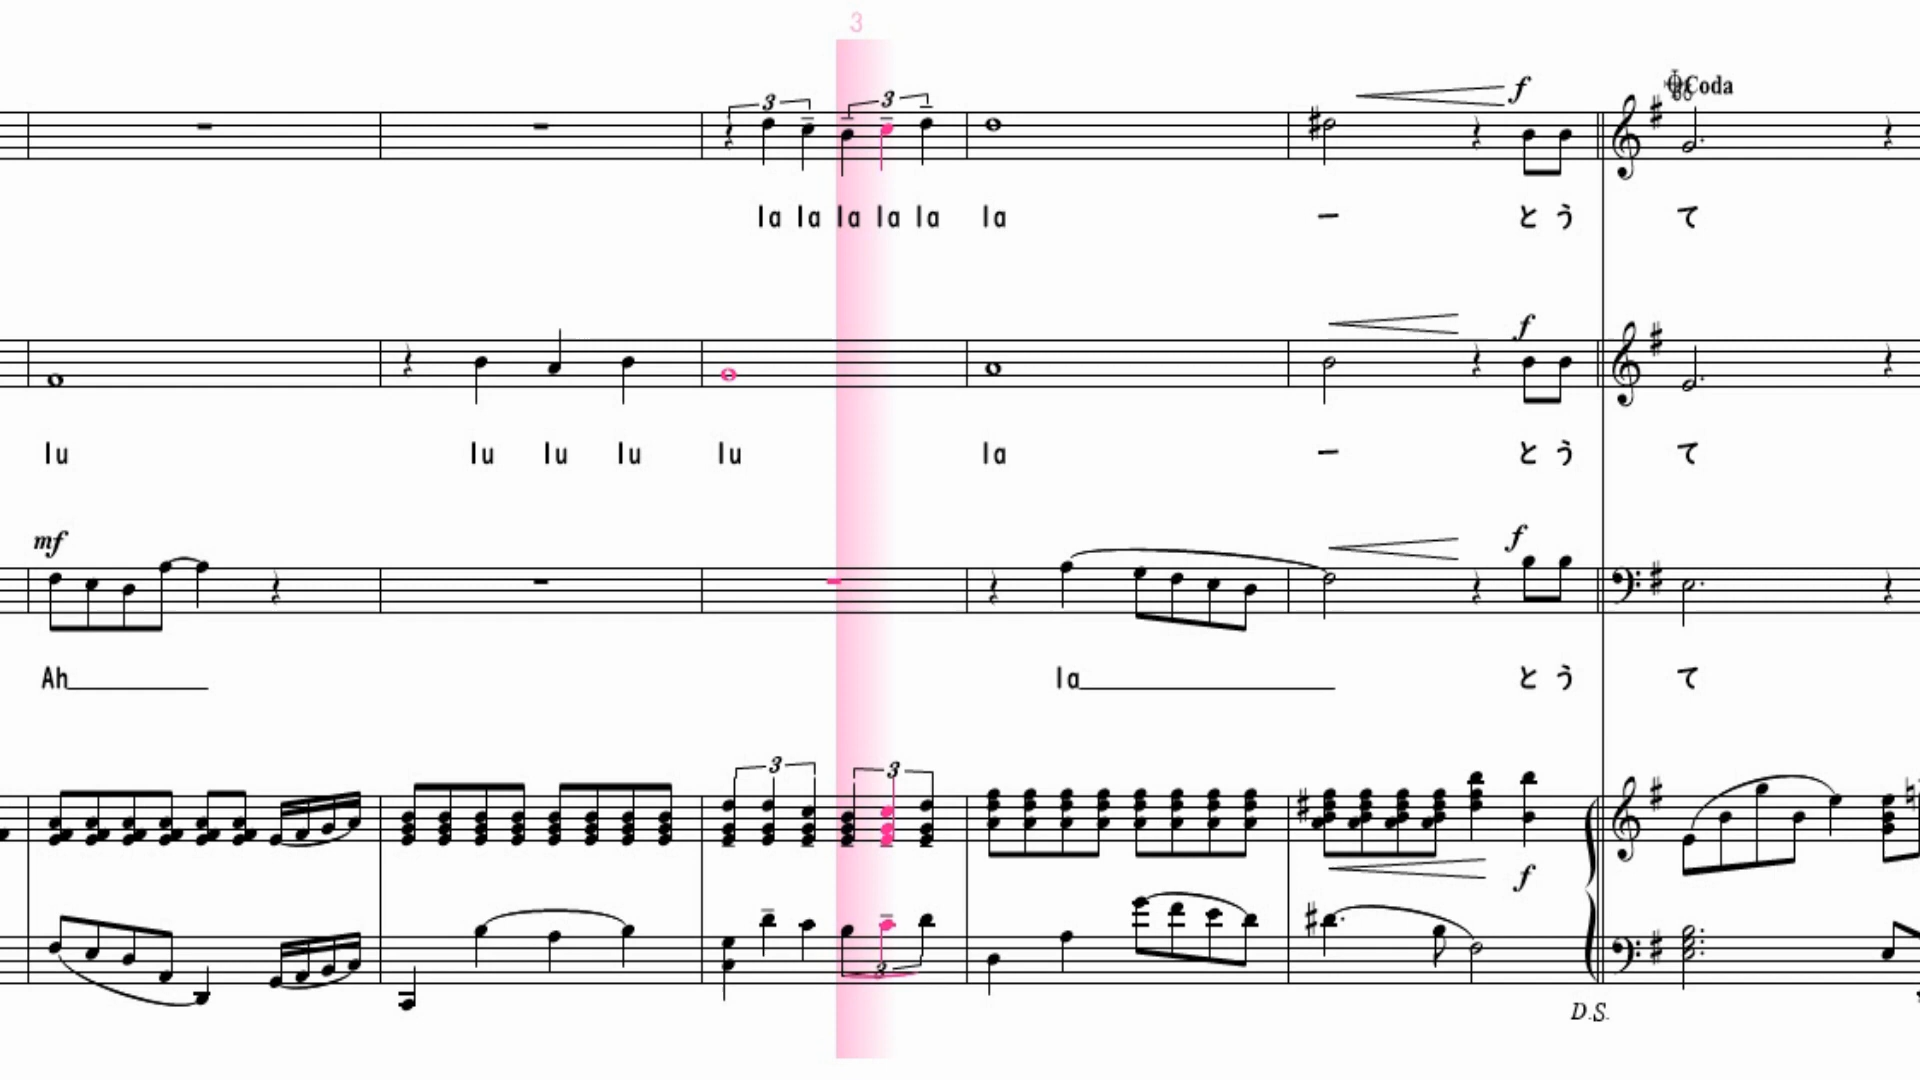 3
f
Coda
3 3
la la la la la la ー とう て
f
lu lu lu lu lu la ー とう て
mf f
Ah la とう て
3 3
f
3
D.S.